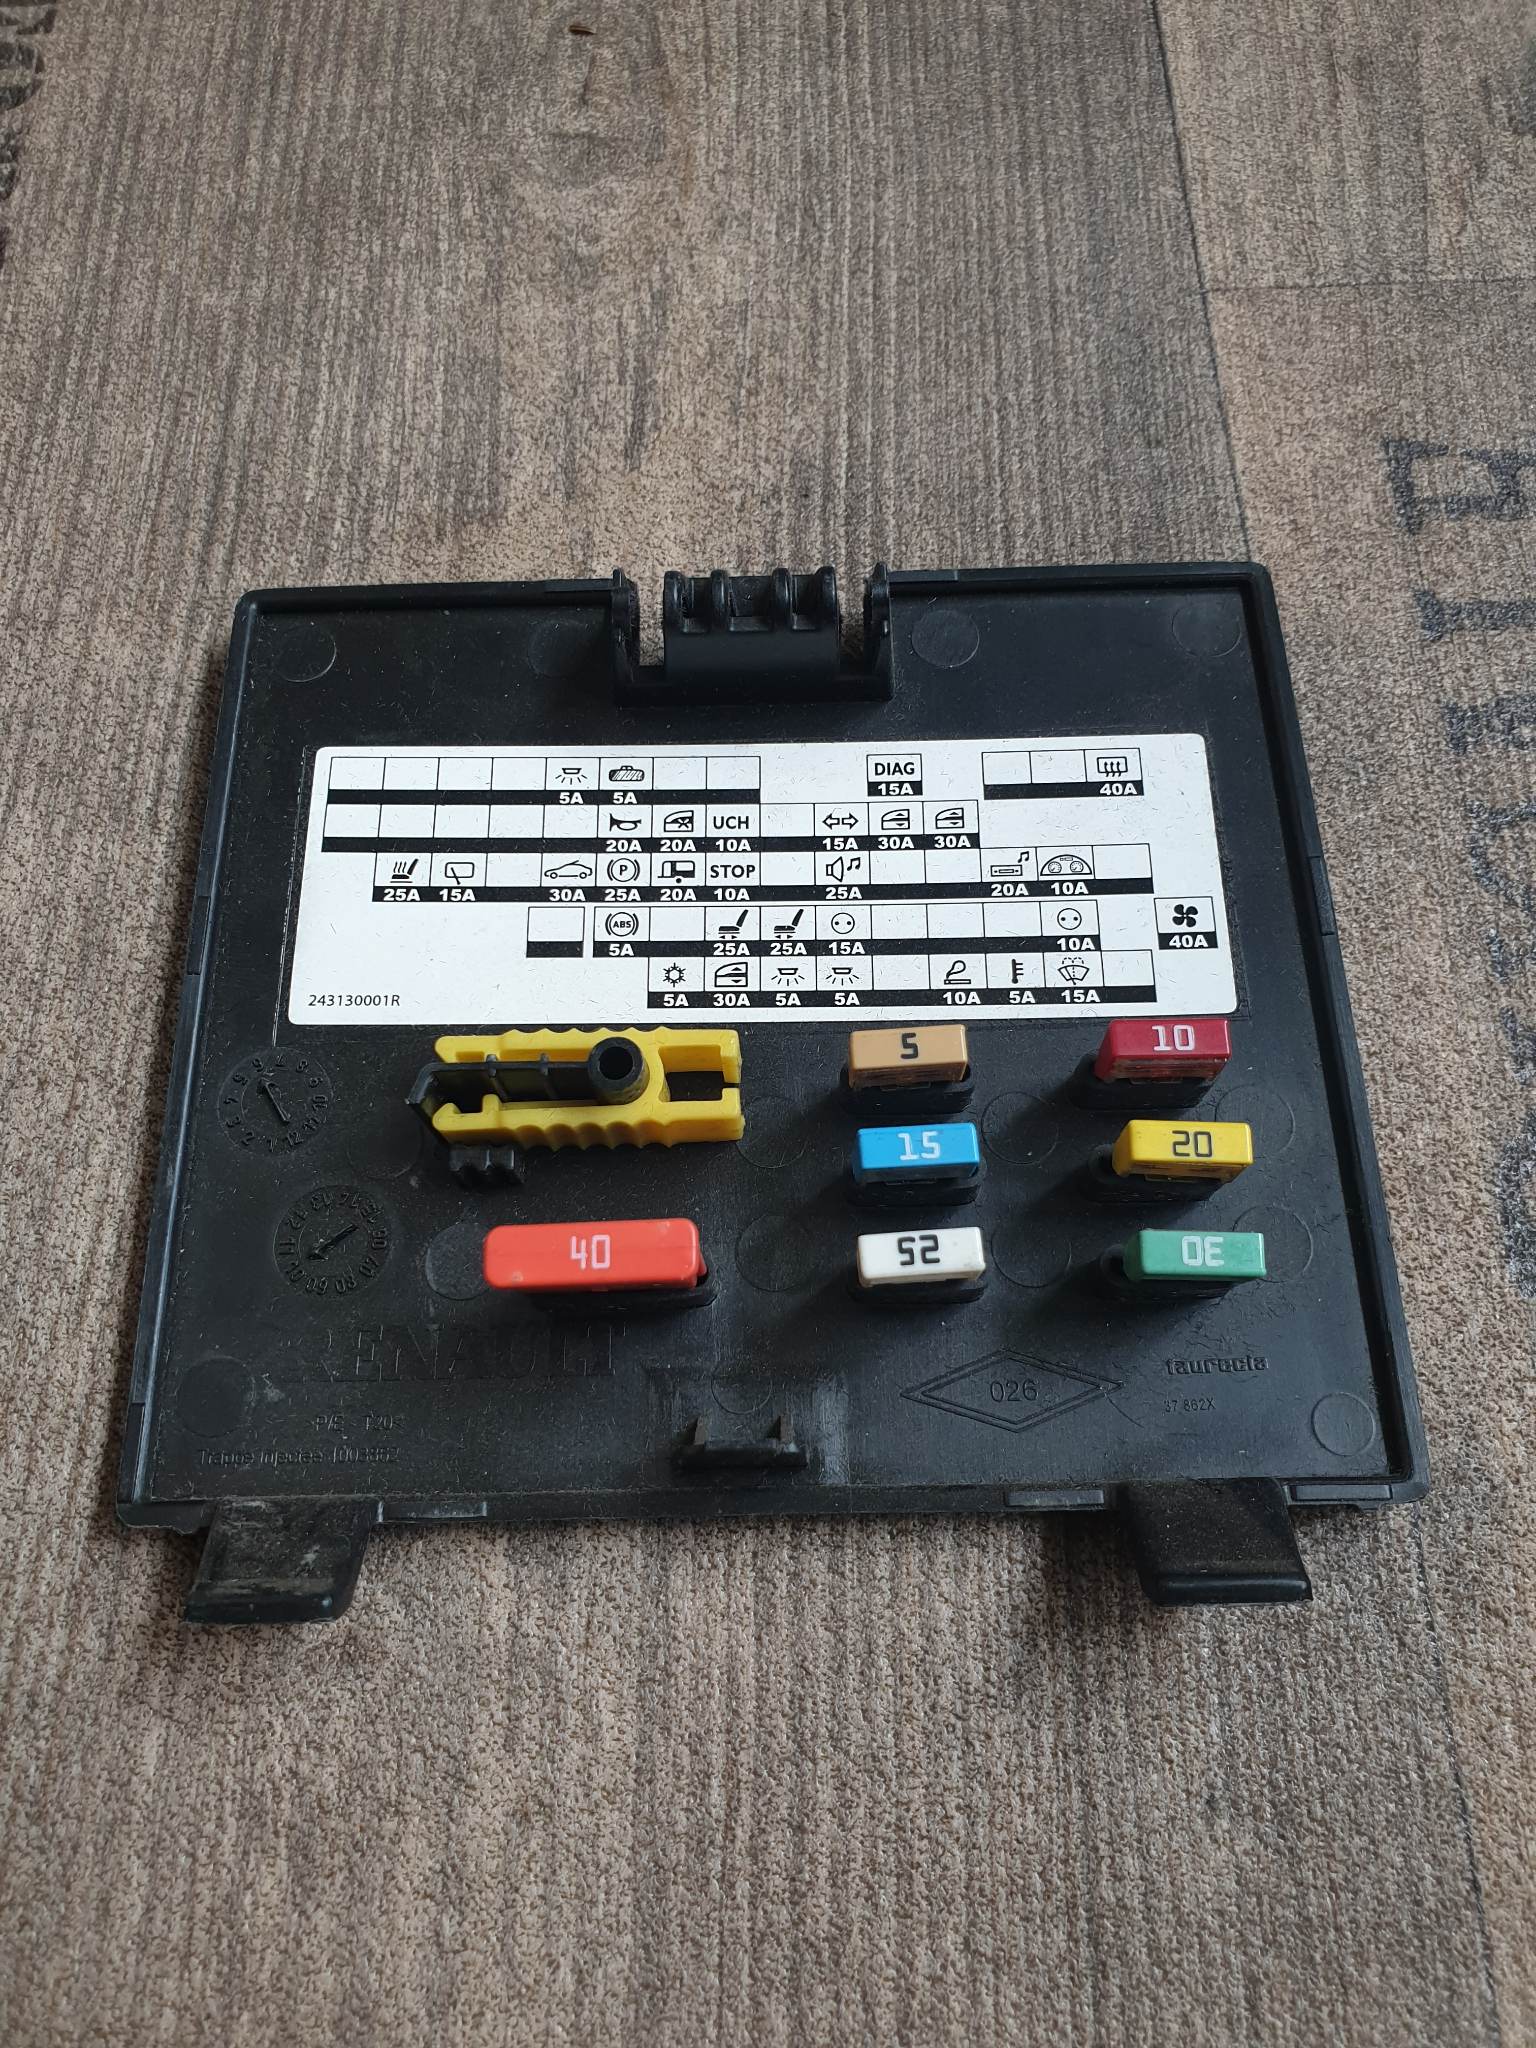 DIAG
5A 5A 15A 40A
UCH
20A 20A 10A 15A 30A 30A
P STOP
25A 15A 30A 25A 20A 10A 25A 20A 10A
ABS
5A 25A 25A 15A 10A 40A
5A 30A 5A 5A 10A 5A 15A
243130001R
5 10
15 20
40 25 30
RENAULT
026
faurecia
37 862X